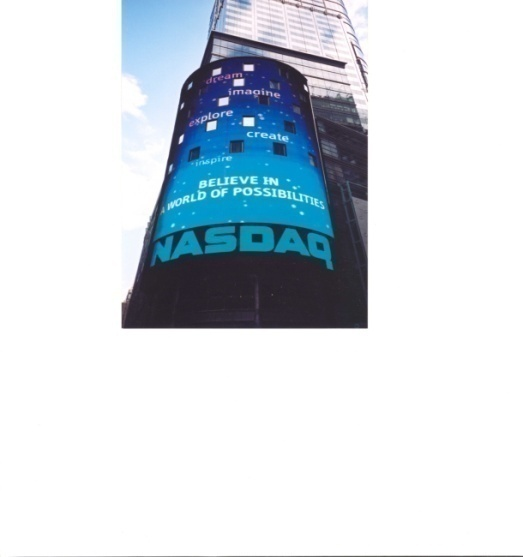 dream
imagine
explore
create
inspire
BELIEVE IN
A WORLD OF POSSIBILITIES
NASDAQ